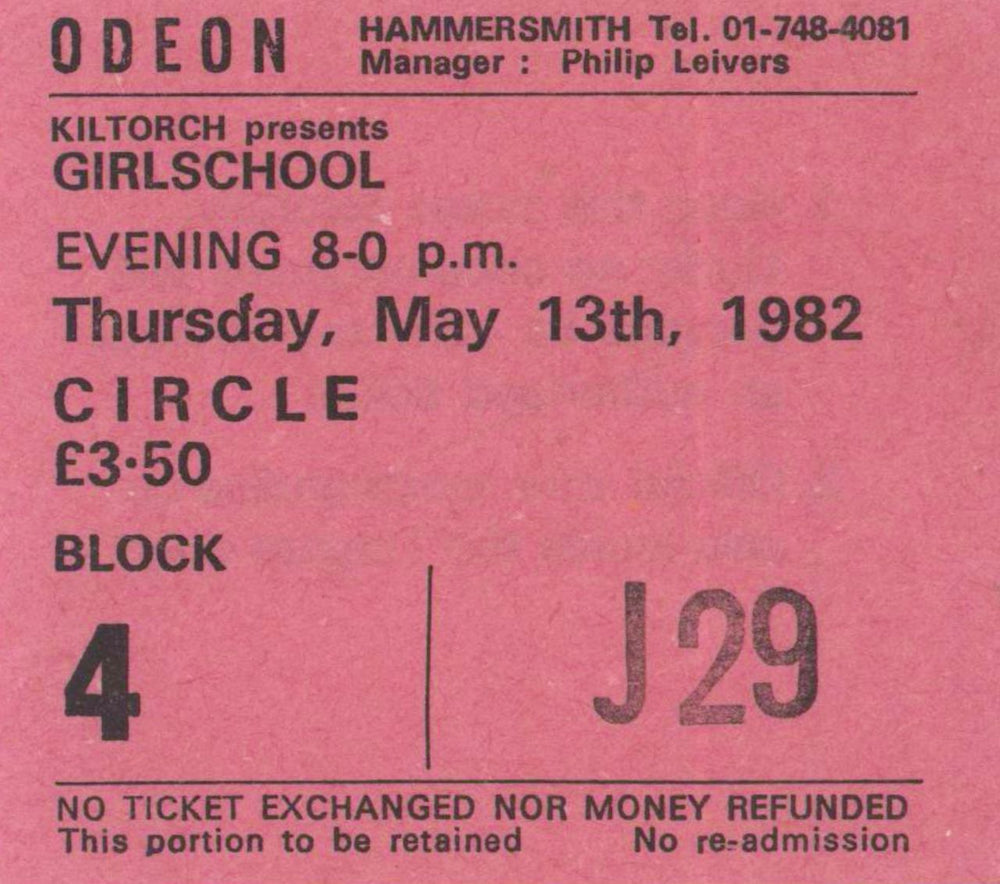 ODEON HAMMERSMITH Tel. 01-748-4081
Manager : Philip Leivers
KILTORCH presents
GIRLSCHOOL
EVENING 8-0 p.m.
Thursday, May 13th, 1982
CIRCLE
£3·50
BLOCK
4 J29
NO TICKET EXCHANGED NOR MONEY REFUNDED
This portion to be retained No re-admission